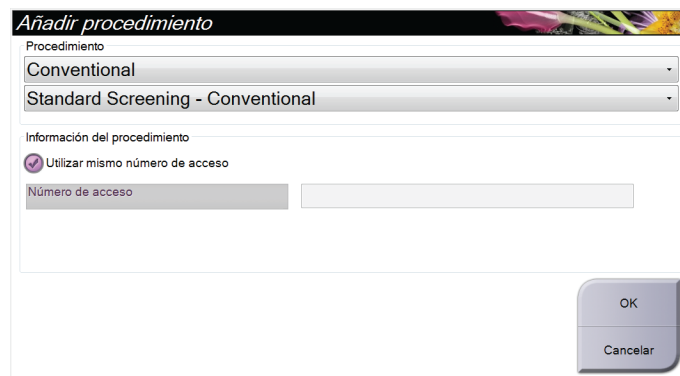 Añadir procedimiento
Procedimiento
Conventional
Standard Screening - Conventional
Información del procedimiento
Utilizar mismo número de acceso
Número de acceso
OK
Cancelar